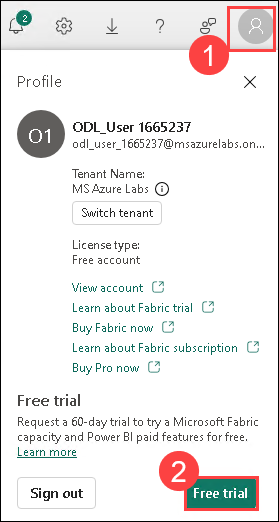 2
?
1
Profile
O1
ODL_User 1665237
odl_user_1665237@msazurelabs.on...
Tenant Name:
MS Azure Labs
Switch tenant
License type:
Free account
View account
Learn about Fabric trial
Buy Fabric now
Learn about Fabric subscription
Buy Pro now
Free trial
Request a 60-day trial to try a Microsoft Fabric
capacity and Power BI paid features for free.
Learn more
2
Sign out
Free trial